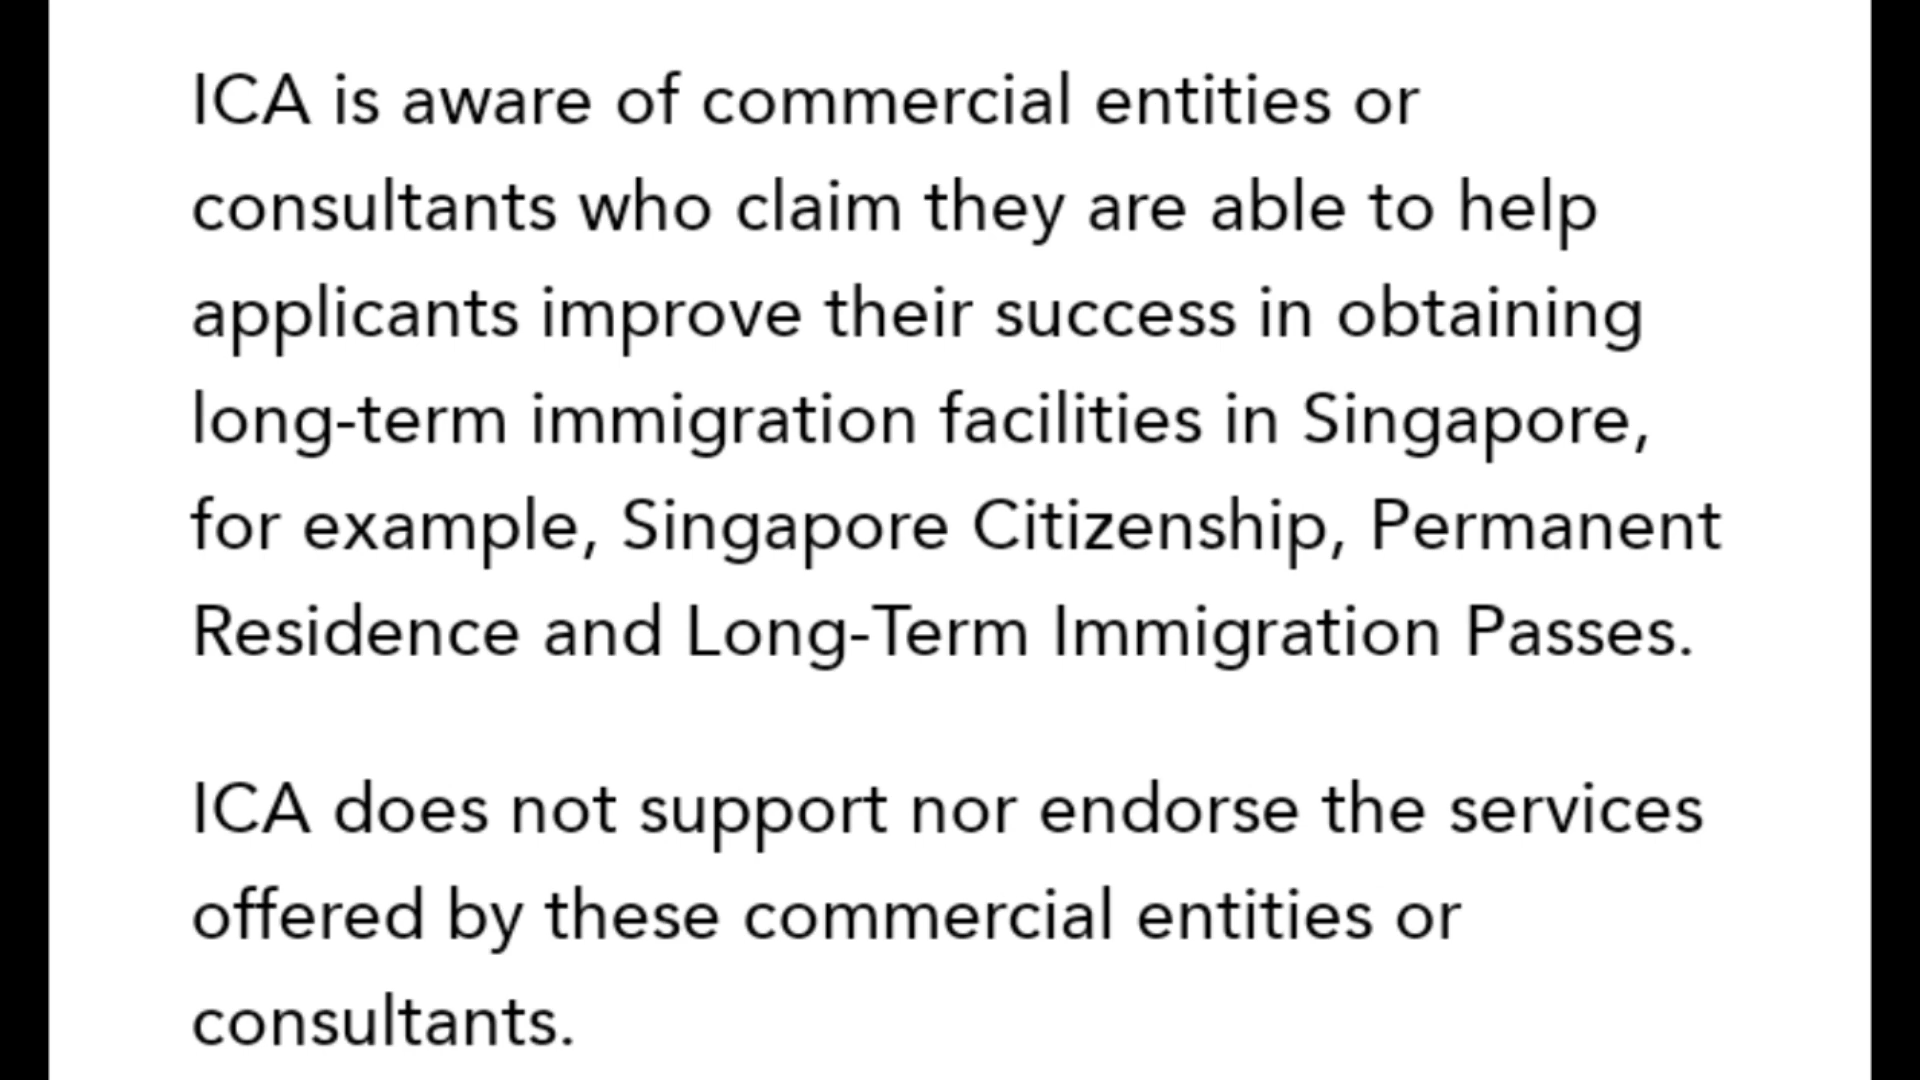 ICA is aware of commercial entities or
consultants who claim they are able to help
applicants improve their success in obtaining
long-term immigration facilities in Singapore,
for example, Singapore Citizenship, Permanent
Residence and Long-Term Immigration Passes.
ICA does not support nor endorse the services
offered by these commercial entities or
consultants.